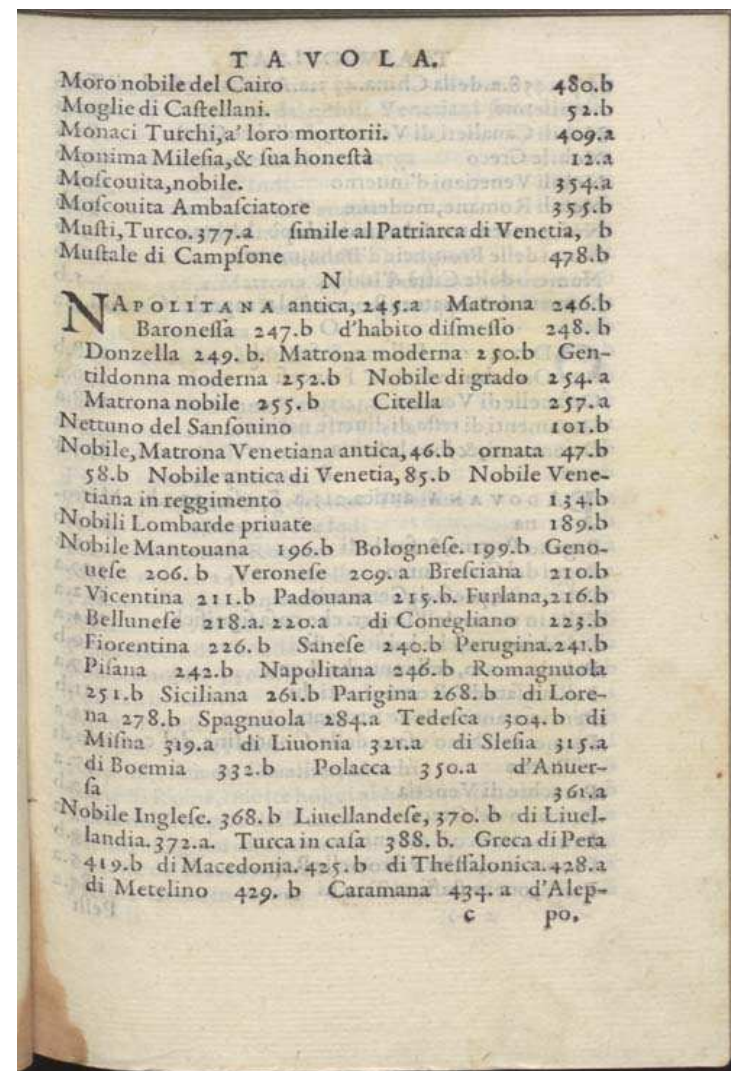 TAVOLA.
Moro nobile del Cairo 480.b
Moglie di Caſtellani. 52.b
Monaci Turchi, a' loro mortorii. 409.a
Monima Mileſia, & ſua honeſtà 12.a
Moſcouita, nobile. 354.a
Moſcouita Ambaſciatore 355.b
Muſti, Turco. 377.a ſimile al Patriarca di Venetia, b
Muſtale di Campſone 478.b
N
NAPOLITANA antica, 245.a Matrona 246.b
Baroneſſa 247.b d'habito diſmeſſo 248. b
Donzella 249. b. Matrona moderna 250.b Gen-
tildonna moderna 252.b Nobile di grado 254. a
Matrona nobile 255. b Citella 257.a
Nettuno del Sanſouino 101.b
Nobile, Matrona Venetiana antica, 46.b ornata 47.b
58.b Nobile antica di Venetia, 85.b Nobile Vene-
tiana in reggimento 134.b
Nobili Lombarde priuate 189.b
Nobile Mantouana 196.b Bologneſe. 199.b Geno-
ueſe 206. b Veroneſe 209. a Breſciana 210.b
Vicentina 211.b Padouana 215.b. Furlana, 216.b
Belluneſe 218.a. 220.a di Conegliano 223.b
Fiorentina 226. b Saneſe 240.b Perugina. 241.b
Piſana 242.b Napolitana 246. b Romagnuola
251.b Siciliana 261.b Parigina 268. b di Lore-
na 278.b Spagnuola 284.a Tedeſca 304. b di
Miſna 319.a di Liuonia 321.a di Sleſia 315.a
di Boemia 332.b Polacca 350.a d'Anuer-
ſa 361.a
Nobile Ingleſe. 368. b Liuellandeſe, 370. b di Liuel-
landia. 372.a. Turca in caſa 388. b. Greca di Pera
419.b di Macedonia. 425. b di Theſſalonica. 428.a
di Metelino 429. b Caramana 434. a d'Alep-
c po.